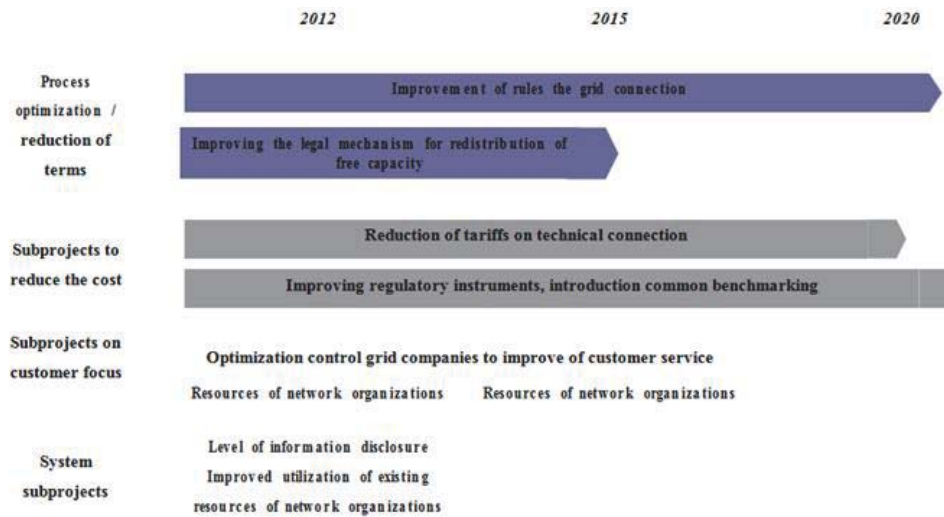 2012 2015 2020
Process
optimization /
reduction of
terms
Improvement of rules the grid connection
Improving the legal mechanism for redistribution of
free capacity
Subprojects to
reduce the cost
Reduction of tariffs on technical connection
Improving regulatory instruments, introduction common benchmarking
Subprojects on
customer focus
Optimization control grid companies to improve of customer service
Resources of network organizations Resources of network organizations
System
subprojects
Level of information disclosure
Improved utilization of existing
resources of network organizations